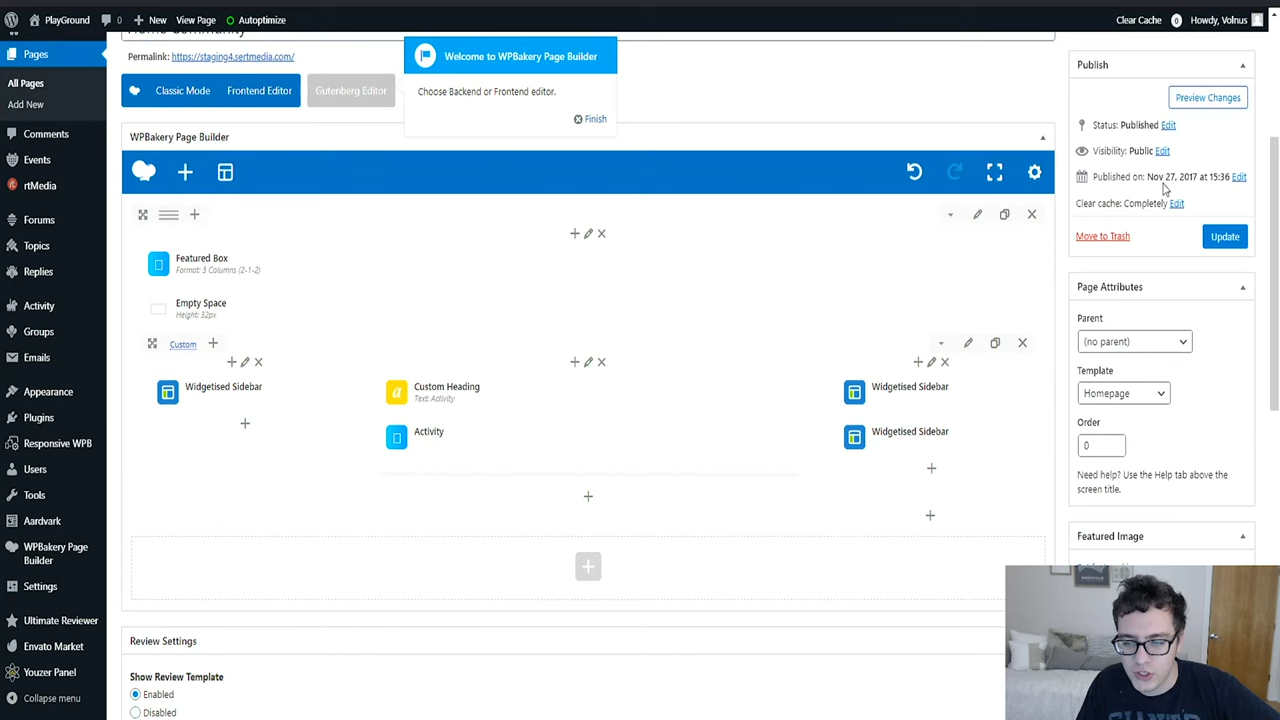 PlayGround
0
New
View Page
Autoptimize
Clear Cache
0
Howdy, Volnus
Pages
All Pages
Add New
Comments
Events
rtMedia
Forums
Topics
Replies
Activity
Groups
Emails
Appearance
Plugins
Responsive WPB
Users
Tools
Aardvark
WPBakery Page
Builder
Settings
Ultimate Reviewer
Envato Market
Youzer Panel
Collapse menu
Home Community
Permalink: https://staging4.sertmedia.com/
Classic Mode
Frontend Editor
Gutenberg Editor
Welcome to WPBakery Page Builder
Choose Backend or Frontend editor.
Finish
WPBakery Page Builder
Featured Box
Format: 3 Columns (2-1-2)
Empty Space
Height: 32px
Custom
Widgetised Sidebar
Custom Heading
Text: Activity
Activity
Widgetised Sidebar
Widgetised Sidebar
Review Settings
Show Review Template
Enabled
Disabled
Publish
Preview Changes
Status: Published Edit
Visibility: Public Edit
Published on: Nov 27, 2017 at 15:36 Edit
Clear cache: Completely Edit
Move to Trash
Update
Page Attributes
Parent
(no parent)
Template
Homepage
Order
0
Need help? Use the Help tab above the
screen title.
Featured Image